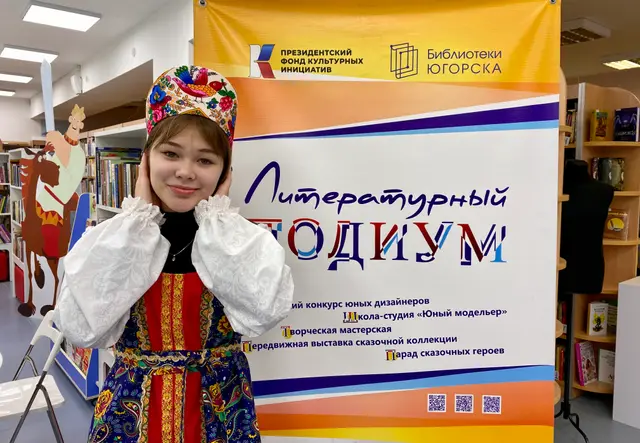 ПРЕЗИДЕНТСКИЙ
ФОНД КУЛЬТУРНЫХ
ИНИЦИАТИВ
Библиотеки
ЮГОРСКА
Литературный
ПОДИУМ
конкурс юных дизайнеров
Школа-студия «Юный модельер»
Творческая мастерская
Передвижная выставка сказочной коллекции
Парад сказочных героев